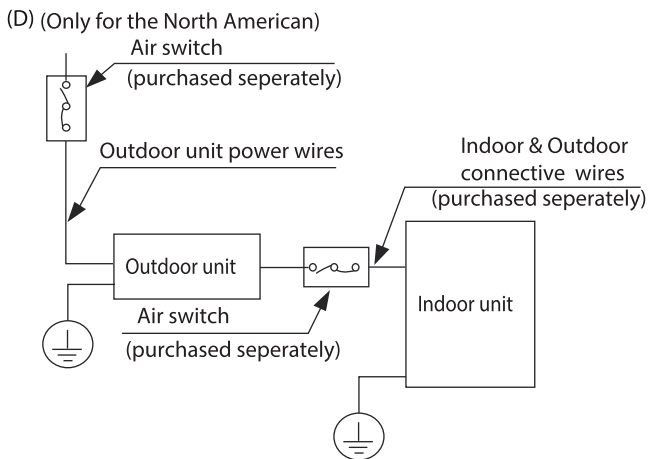 (D) (Only for the North American)
Air switch
(purchased seperately)
Outdoor unit power wires
Indoor & Outdoor
connective wires
(purchased seperately)
Outdoor unit
Indoor unit
Air switch
(purchased seperately)